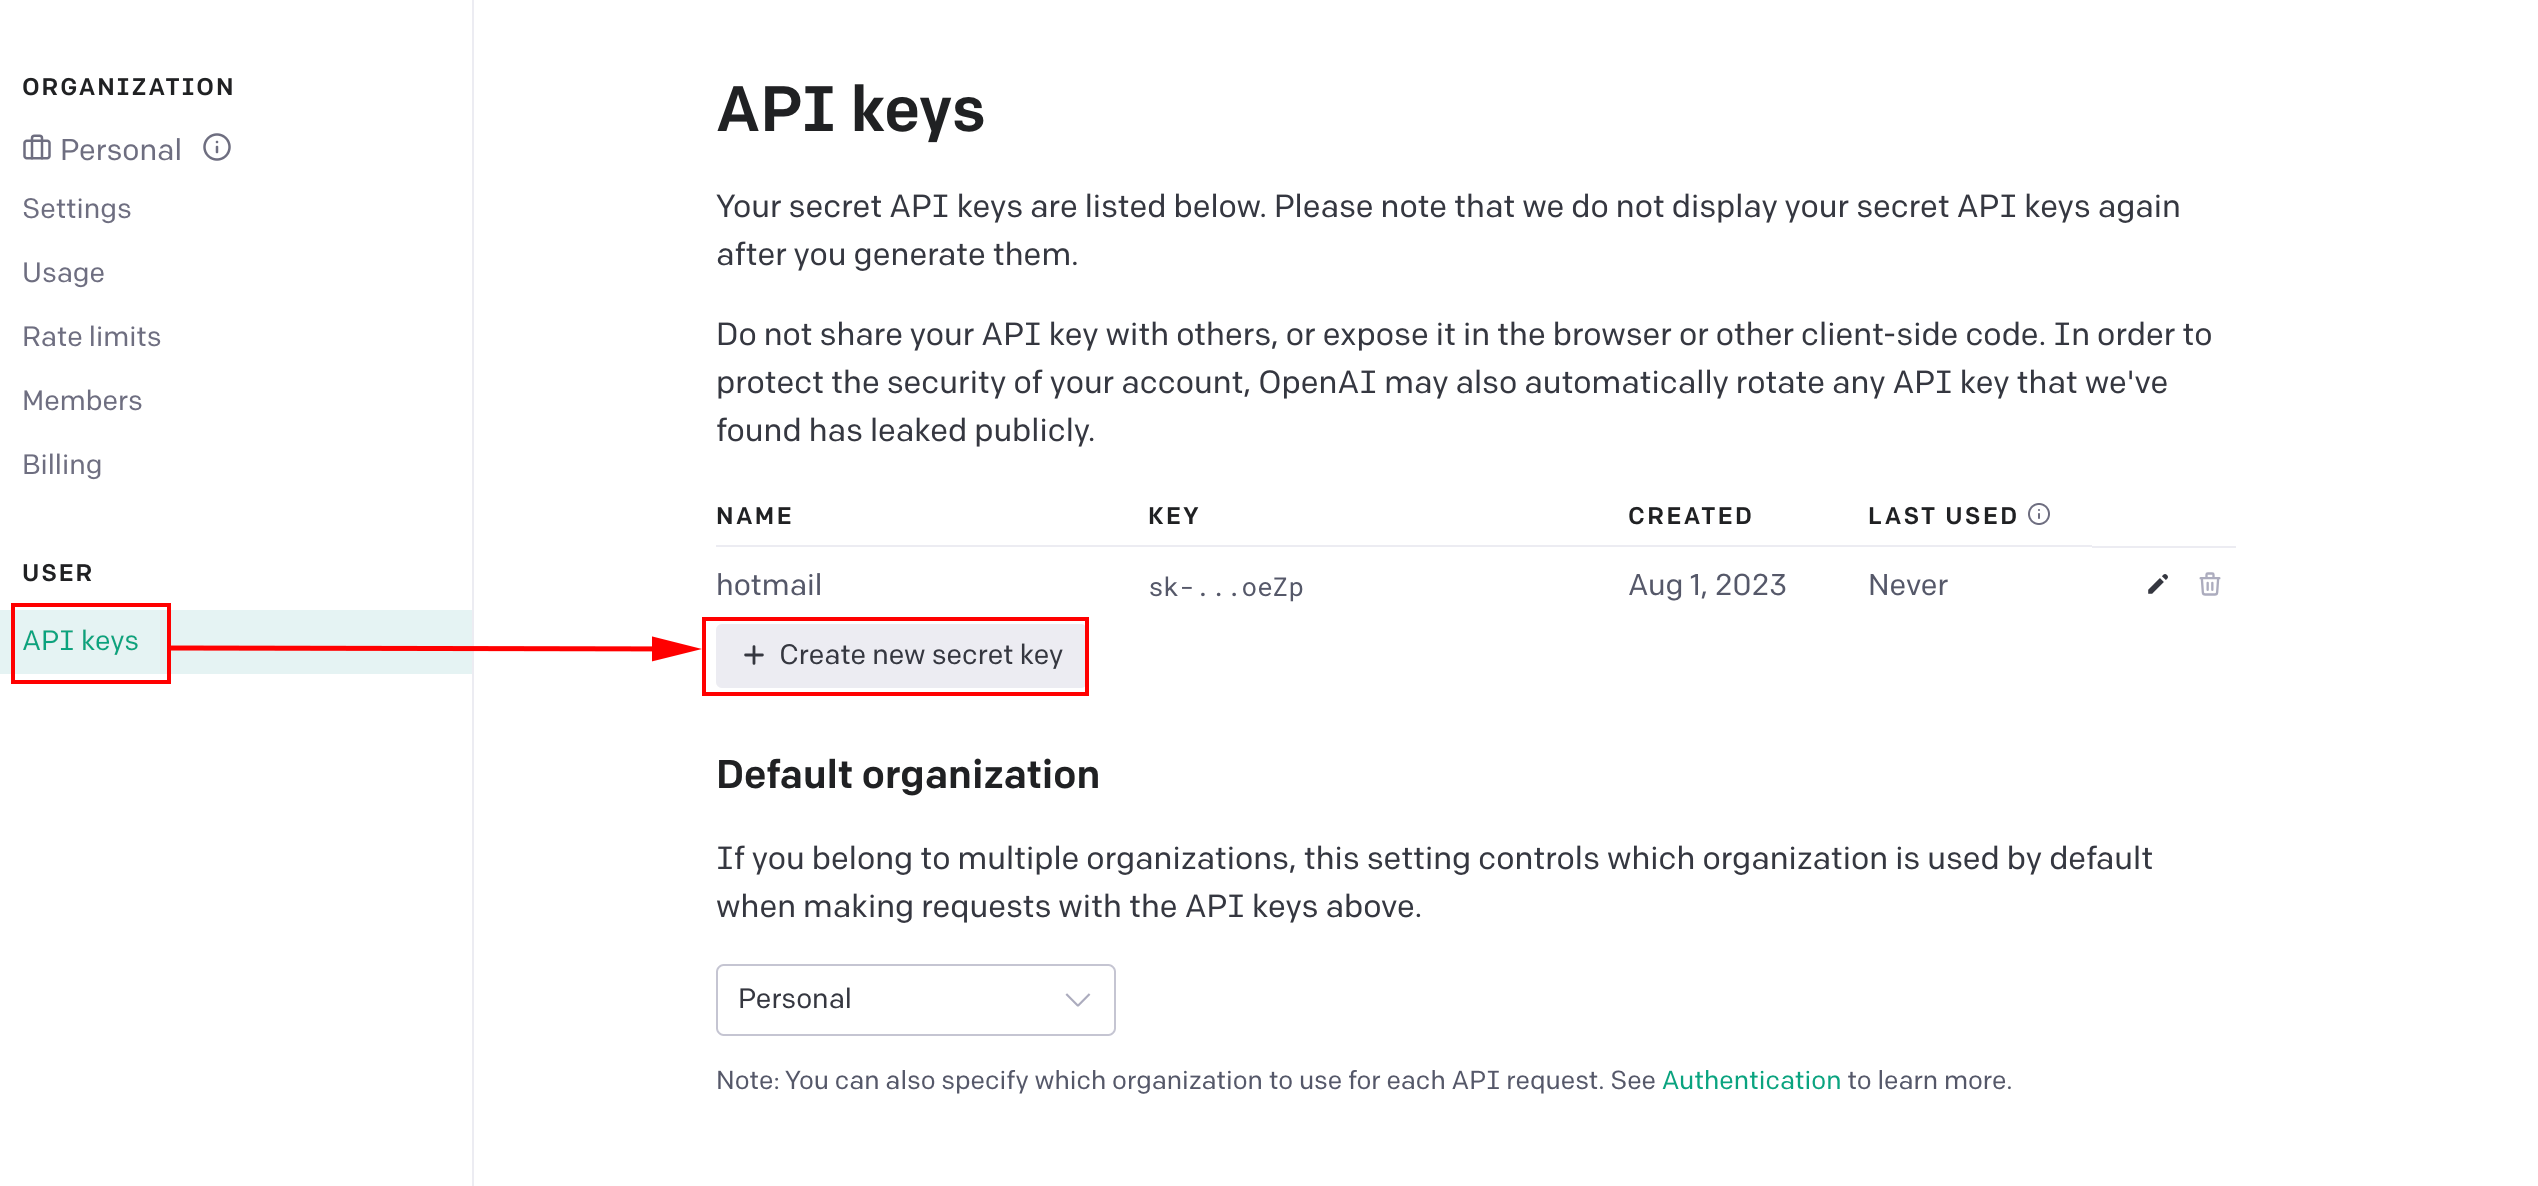 ORGANIZATION
Personal
Settings
Usage
Rate limits
Members
Billing
USER
API keys
API keys
Your secret API keys are listed below. Please note that we do not display your secret API keys again
after you generate them.
Do not share your API key with others, or expose it in the browser or other client-side code. In order to
protect the security of your account, OpenAI may also automatically rotate any API key that we've
found has leaked publicly.
NAME KEY CREATED LAST USED
hotmail sk-...oeZp Aug 1, 2023 Never
+ Create new secret key
Default organization
If you belong to multiple organizations, this setting controls which organization is used by default
when making requests with the API keys above.
Personal
Note: You can also specify which organization to use for each API request. See Authentication to learn more.